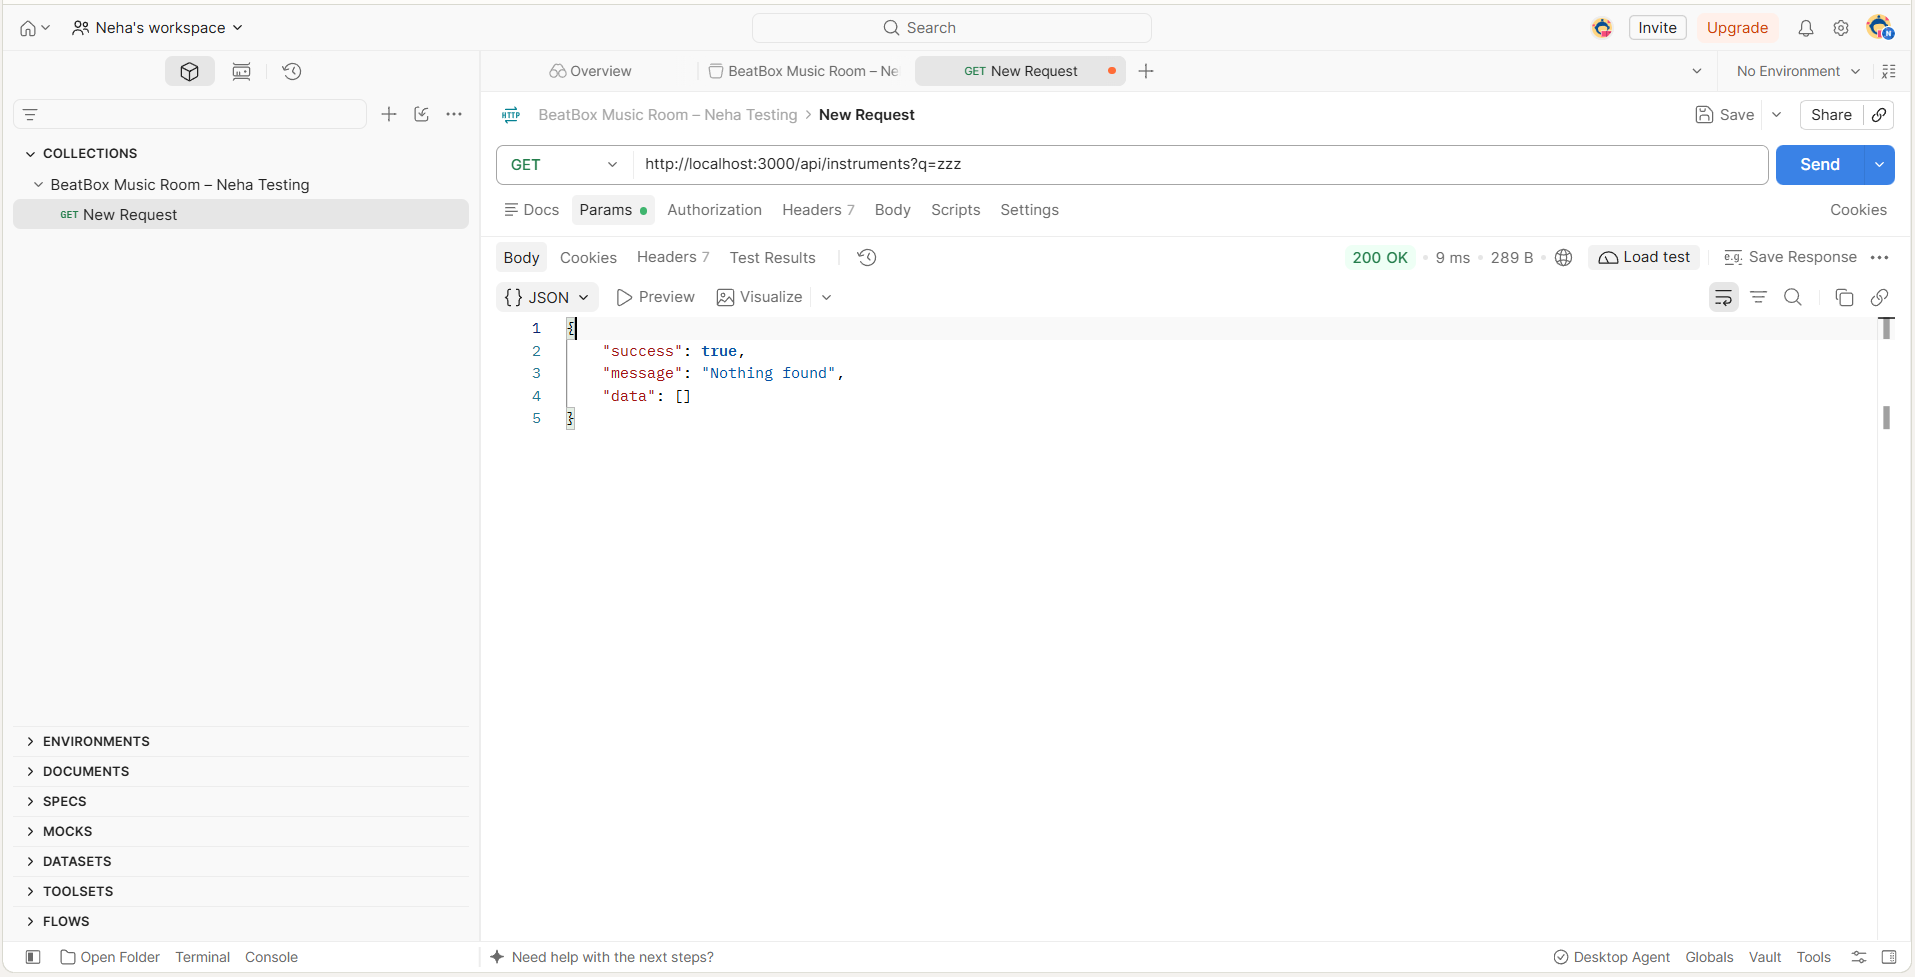 Neha's workspace
Search
Invite
Upgrade
N
Overview
BeatBox Music Room – Ne
GET New Request
No Environment
COLLECTIONS
BeatBox Music Room – Neha Testing
GET New Request
HTTP BeatBox Music Room – Neha Testing > New Request
Save
Share
GET
http://localhost:3000/api/instruments?q=zzz
Send
Docs
Params
Authorization
Headers 7
Body
Scripts
Settings
Cookies
Body
Cookies
Headers 7
Test Results
200 OK
9 ms
289 B
Load test
e.g. Save Response
{} JSON
Preview
Visualize
1 {
2 "success": true,
3 "message": "Nothing found",
4 "data": []
5 }
ENVIRONMENTS
DOCUMENTS
SPECS
MOCKS
DATASETS
TOOLSETS
FLOWS
Open Folder
Terminal
Console
Need help with the next steps?
Desktop Agent
Globals
Vault
Tools